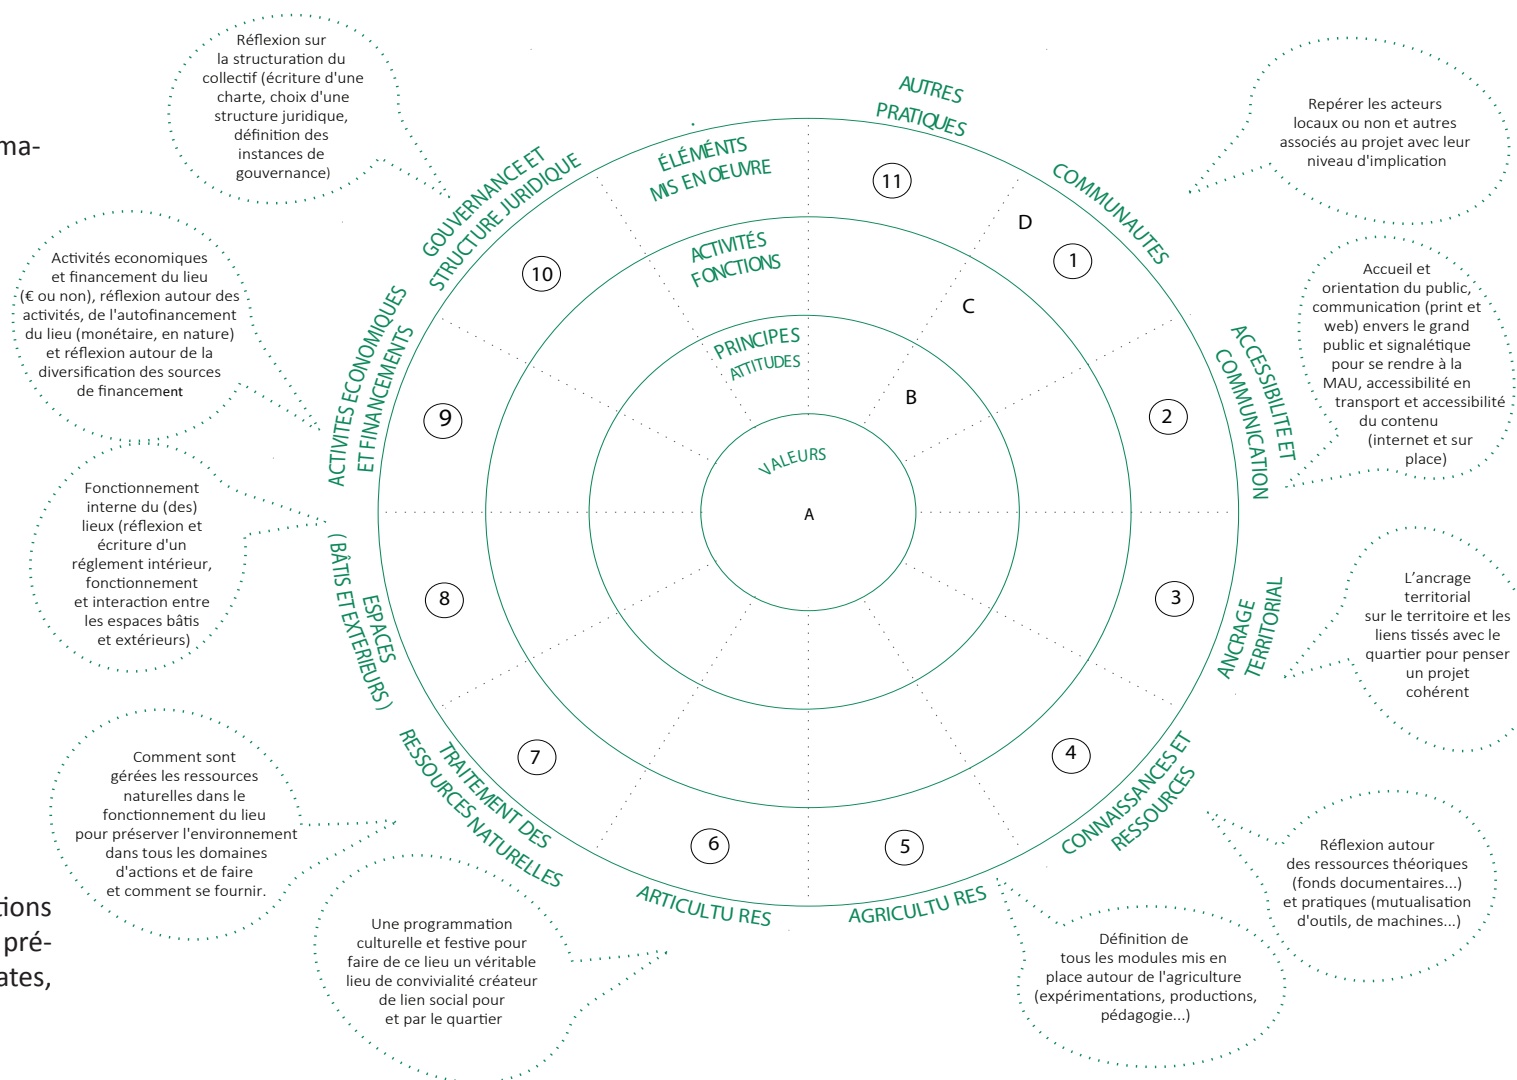 ma-
tions
pré-
ates,
Réflexion sur
la structuration du
collectif (écriture d'une
charte, choix d'une
structure juridique,
définition des
instances de
gouvernance)
Activités economiques
et financement du lieu
(€ ou non), réflexion autour des
activités, de l'autofinancement
du lieu (monétaire, en nature)
et réflexion autour de la
diversification des sources
de financement
Fonctionnement
interne du (des)
lieux (réflexion et
écriture d'un
réglement intérieur,
fonctionnement
et interaction entre
les espaces bâtis
et extérieurs)
Comment sont
gérées les ressources
naturelles dans le
fonctionnement du lieu
pour préserver l'environnement
dans tous les domaines
d'actions et de faire
et comment se fournir.
Une programmation
culturelle et festive pour
faire de ce lieu un véritable
lieu de convivialité créateur
de lien social pour
et par le quartier
AUTRES
PRATIQUES
COMMUNAUTES
ACCESSIBILITE ET
COMMUNICATION
ANCRAGE
TERRITORIAL
CONNAISSANCES ET
RESSOURCES
AGRICULTU RES
ARTICULTU RES
TRAITEMENT DES
RESSOURCES NATURELLES
ESPACES
( BÂTIS ET EXTERIEURS )
ACTIVITES ECONOMIQUES
ET FINANCEMENTS
GOUVERNANCE ET
STRUCTURE JURIDIQUE
ÉLÉMÉNTS
MIS EN OEUVRE
ACTIVITÉS
FONCTIONS
PRINCIPES
ATTITUDES
VALEURS
A
B
C
D
1
2
3
4
5
6
7
8
9
10
11
Repérer les acteurs
locaux ou non et autres
associés au projet avec leur
niveau d'implication
Accueil et
orientation du public,
communication (print et
web) envers le grand
public et signalétique
pour se rendre à la
MAU, accessibilité en
transport et accessibilité
du contenu
(internet et sur
place)
L'ancrage
territorial
sur le territoire et les
liens tissés avec le
quartier pour penser
un projet
cohérent
Réflexion autour
des ressources théoriques
(fonds documentaires...)
et pratiques (mutualisation
d'outils, de machines...)
Définition de
tous les modules mis en
place autour de l'agriculture
(expérimentations, productions,
pédagogie...)